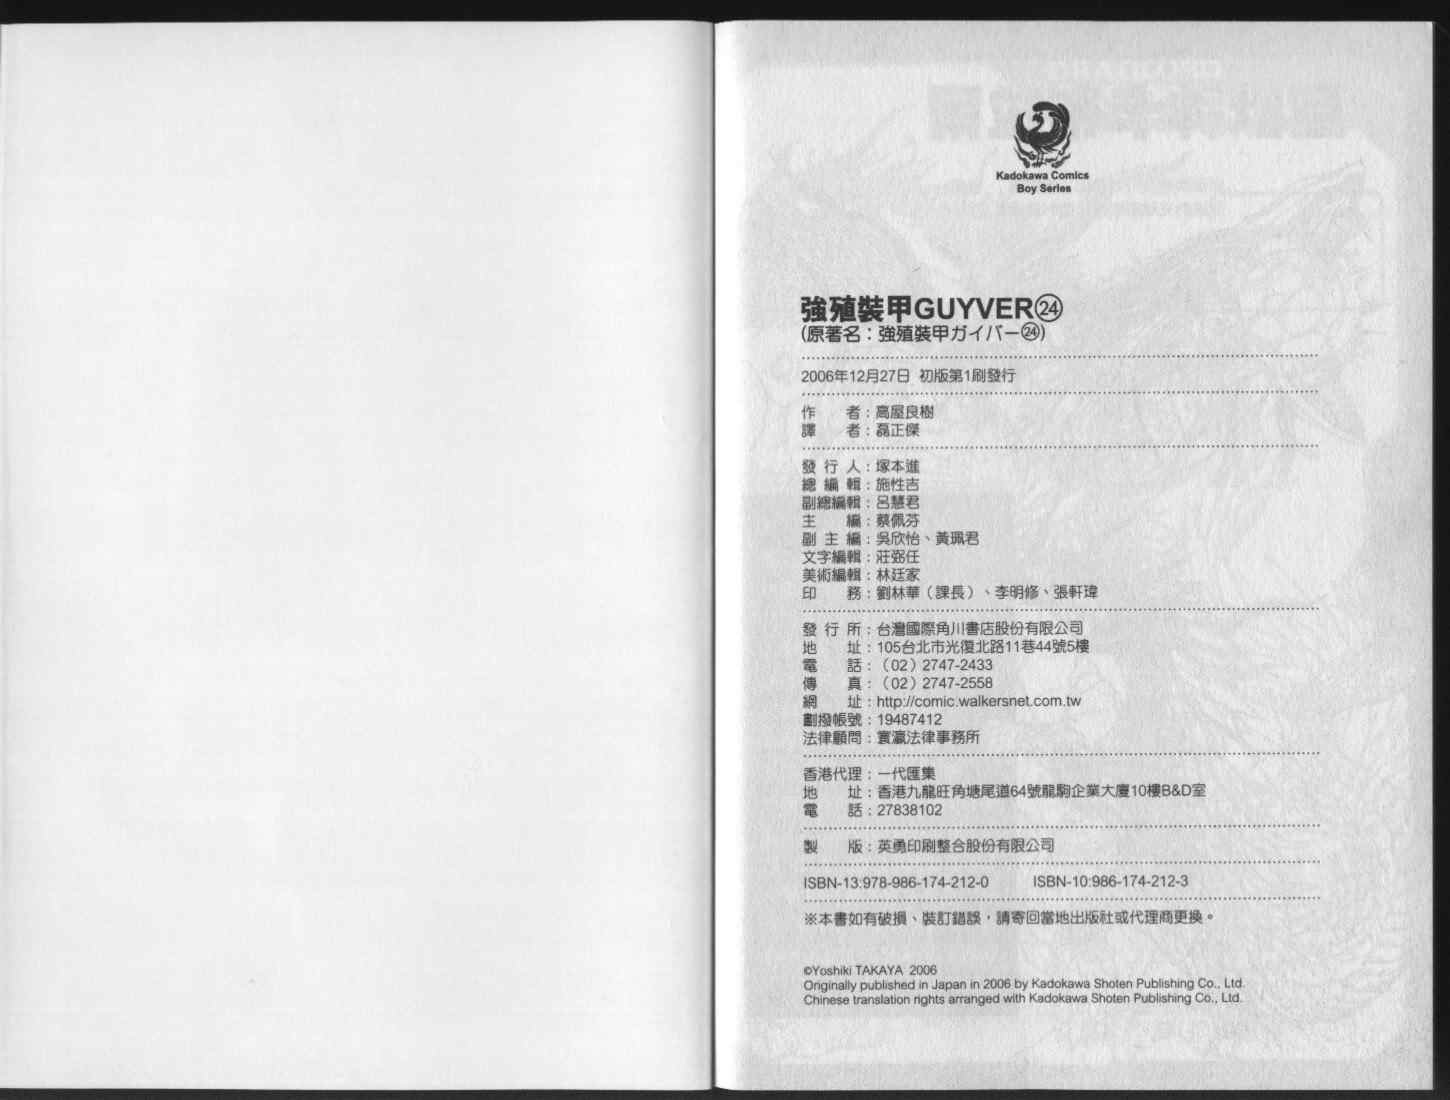 Kadokawa Comics
Boy Series
強殖裝甲GUYVER㉔
(原著名：強殖裝甲ガイバー㉔)
2006年12月27日 初版第1刷發行
作　者：高屋良樹
譯　者：磊正傑
發行人：塚本進
總編輯：施性吉
副總編輯：呂慧君
主　編：蔡佩芬
副主編：吳欣怡、黃珮君
文字編輯：莊弼任
美術編輯：林廷家
印　務：劉林華（課長）、李明修、張軒瑋
發行所：台灣國際角川書店股份有限公司
地　址：105台北市光復北路11巷44號5樓
電　話：（02）2747-2433
傳　真：（02）2747-2558
網　址：http://comic.walkersnet.com.tw
劃撥帳號：19487412
法律顧問：寰瀛法律事務所
香港代理：一代匯集
地　址：香港九龍旺角塘尾道64號龍駒企業大廈10樓B&D室
電　話：27838102
製　版：英勇印刷整合股份有限公司
ISBN-13:978-986-174-212-0　ISBN-10:986-174-212-3
※本書如有破損、裝訂錯誤，請寄回當地出版社或代理商更換。
©Yoshiki TAKAYA 2006
Originally published in Japan in 2006 by Kadokawa Shoten Publishing Co., Ltd.
Chinese translation rights arranged with Kadokawa Shoten Publishing Co., Ltd.